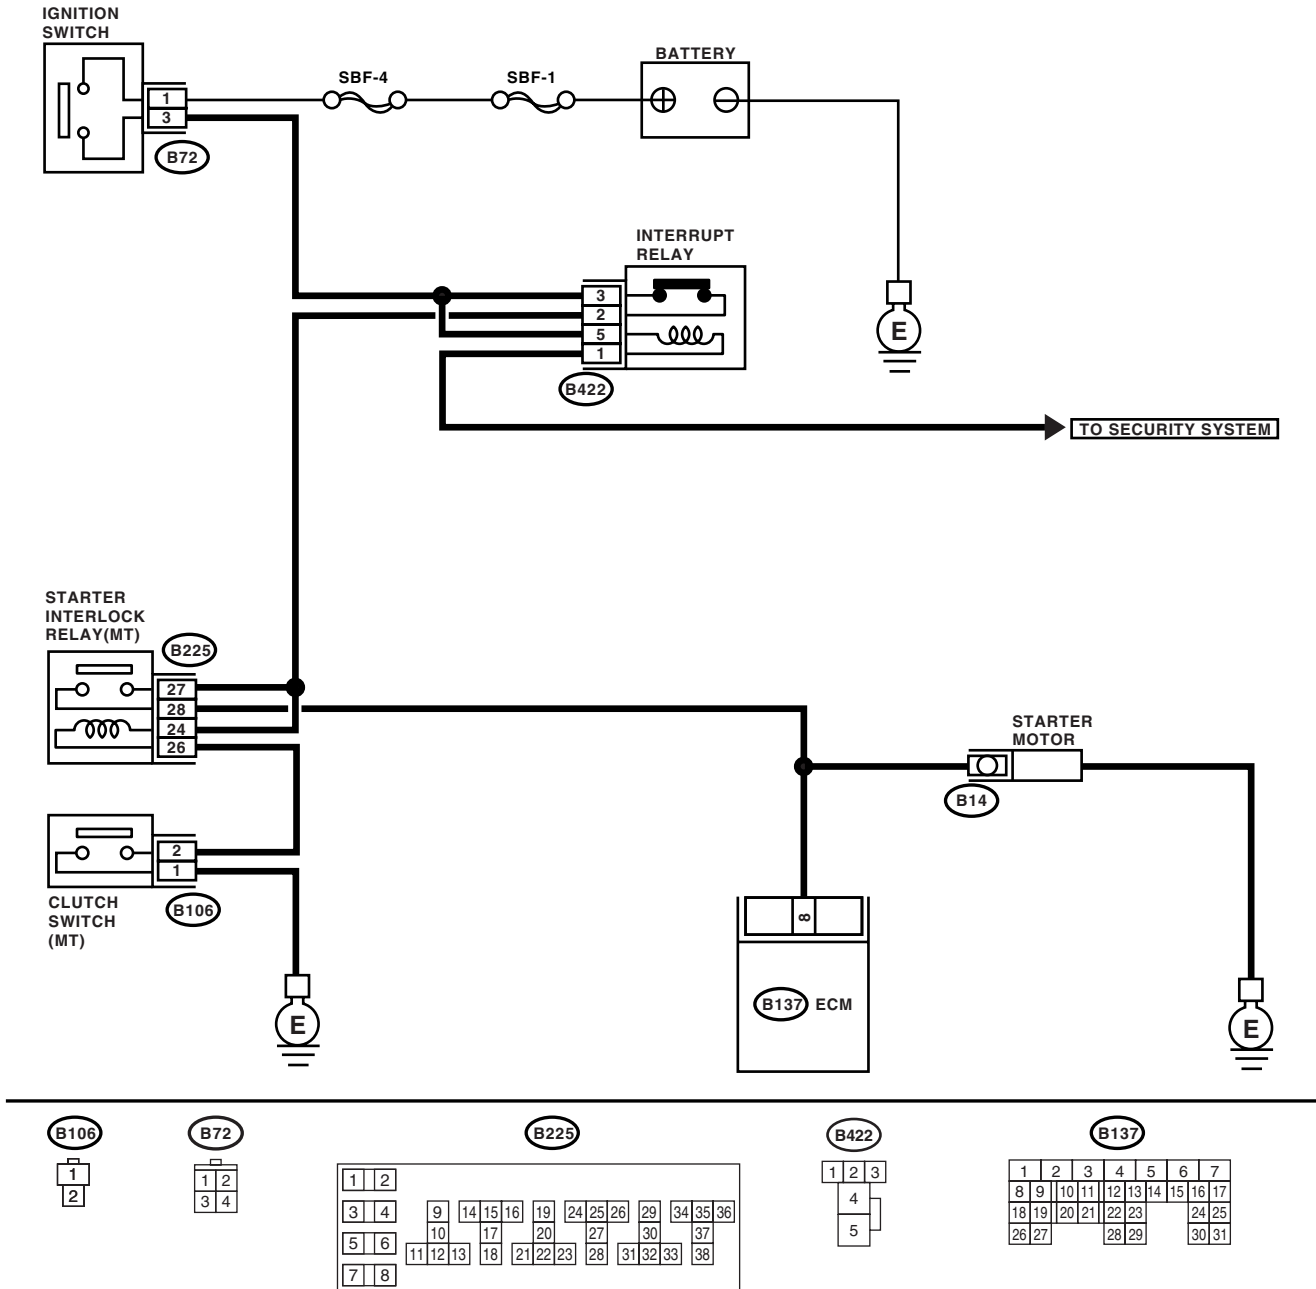 IGNITION
SWITCH
1
3
B72
SBF-4
SBF-1
BATTERY
E
INTERRUPT
RELAY
3
2
5
1
B422
TO SECURITY SYSTEM
STARTER
INTERLOCK
RELAY(MT)
B225
27
28
24
26
STARTER
MOTOR
B14
2
1
B106
CLUTCH
SWITCH
(MT)
8
B137 ECM
E
E
B106
1
2
B72
1 2
3 4
B225
1 2
3 4 9 14 15 16 19 24 25 26 29 34 35 36
10 17 20 27 30 37
5 6 11 12 13 18 21 22 23 28 31 32 33 38
7 8
B422
1 2 3
4
5
B137
1 2 3 4 5 6 7
8 9 10 11 12 13 14 15 16 17
18 19 20 21 22 23 24 25
26 27 28 29 30 31